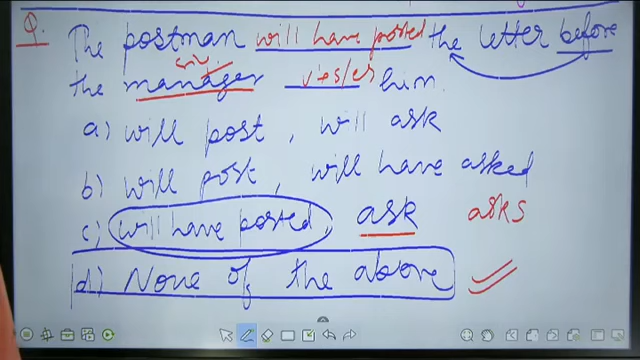 Q. The postman will have posted the letter before
the manager him.
a) will post, will ask
b) will post, will have asked
c) will have posted, ask asks
d) None of the above